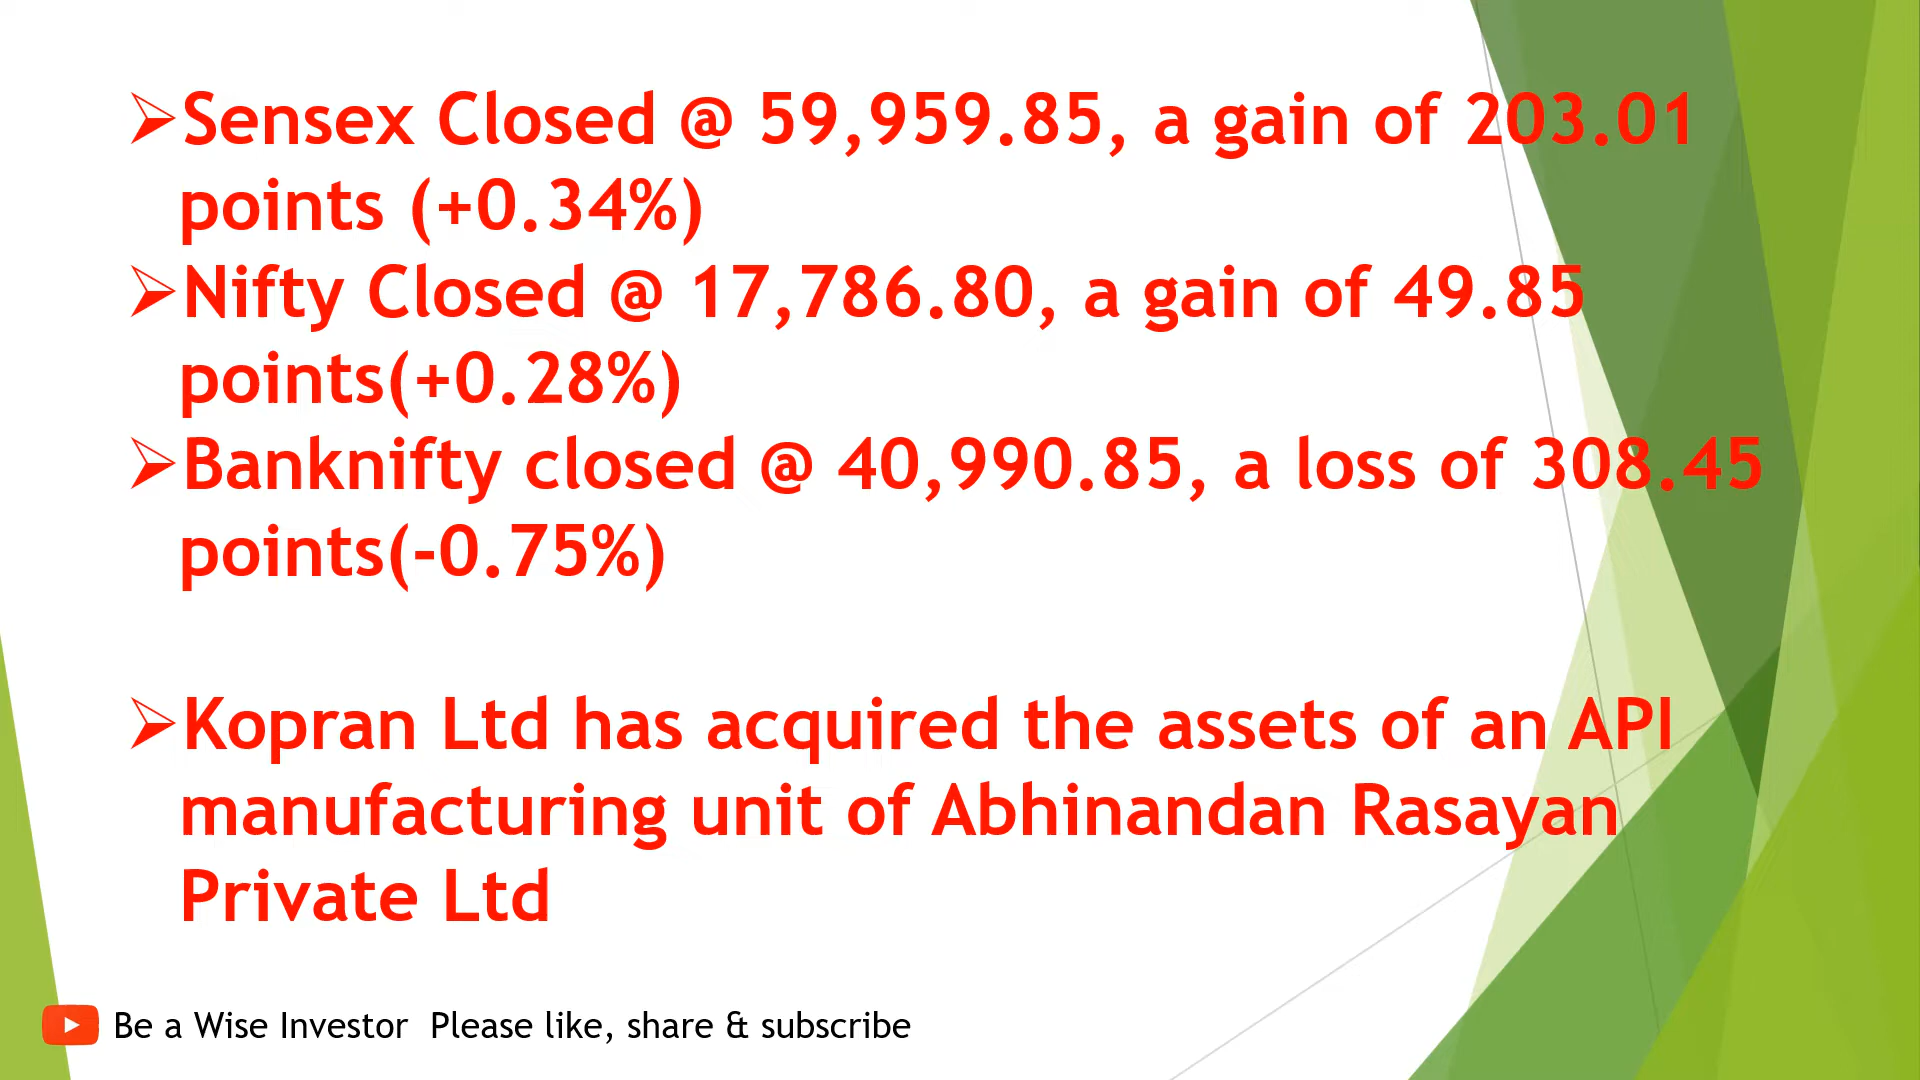 ➢Sensex Closed @ 59,959.85, a gain of 203.01
points (+0.34%)
➢Nifty Closed @ 17,786.80, a gain of 49.85
points(+0.28%)
➢Banknifty closed @ 40,990.85, a loss of 308.45
points(-0.75%)
➢Kopran Ltd has acquired the assets of an API
manufacturing unit of Abhinandan Rasayan
Private Ltd
Be a Wise Investor Please like, share & subscribe